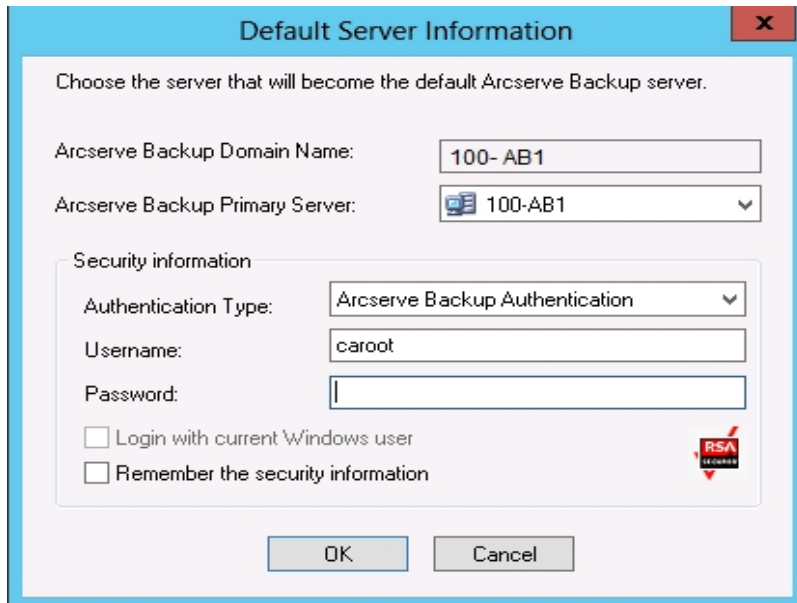 Default Server Information
x
Choose the server that will become the default Arcserve Backup server.
Arcserve Backup Domain Name:
100- AB1
Arcserve Backup Primary Server:
100-AB1
Security information
Authentication Type:
Arcserve Backup Authentication
Username:
caroot
Password:
Login with current Windows user
Remember the security information
RSA
OK
Cancel